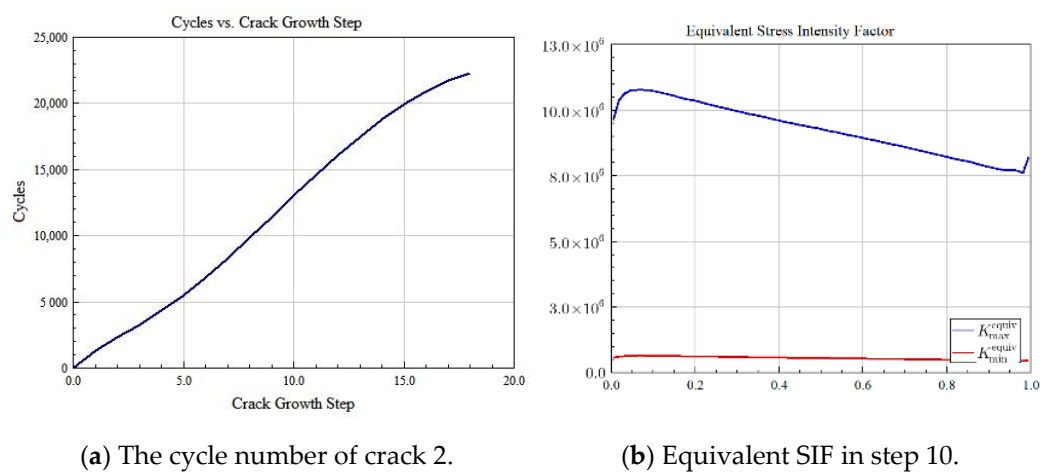 Cycles vs. Crack Growth Step
25,000
20,000
15,000
10,000
5 000
0
Cycles
0.0 5.0 10.0 15.0 20.0
Crack Growth Step
(a) The cycle number of crack 2.
Equivalent Stress Intensity Factor
13.0×10⁶
10.0×10⁶
8.0×10⁶
5.0×10⁶
3.0×10⁶
0.0
K equiv max
K equiv min
0.0 0.2 0.4 0.6 0.8 1.0
(b) Equivalent SIF in step 10.